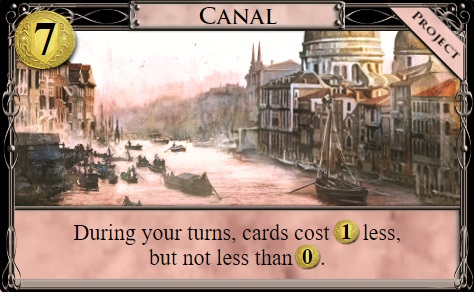 CANAL
7
PROJECT
During your turns, cards cost 1 less,
but not less than 0.